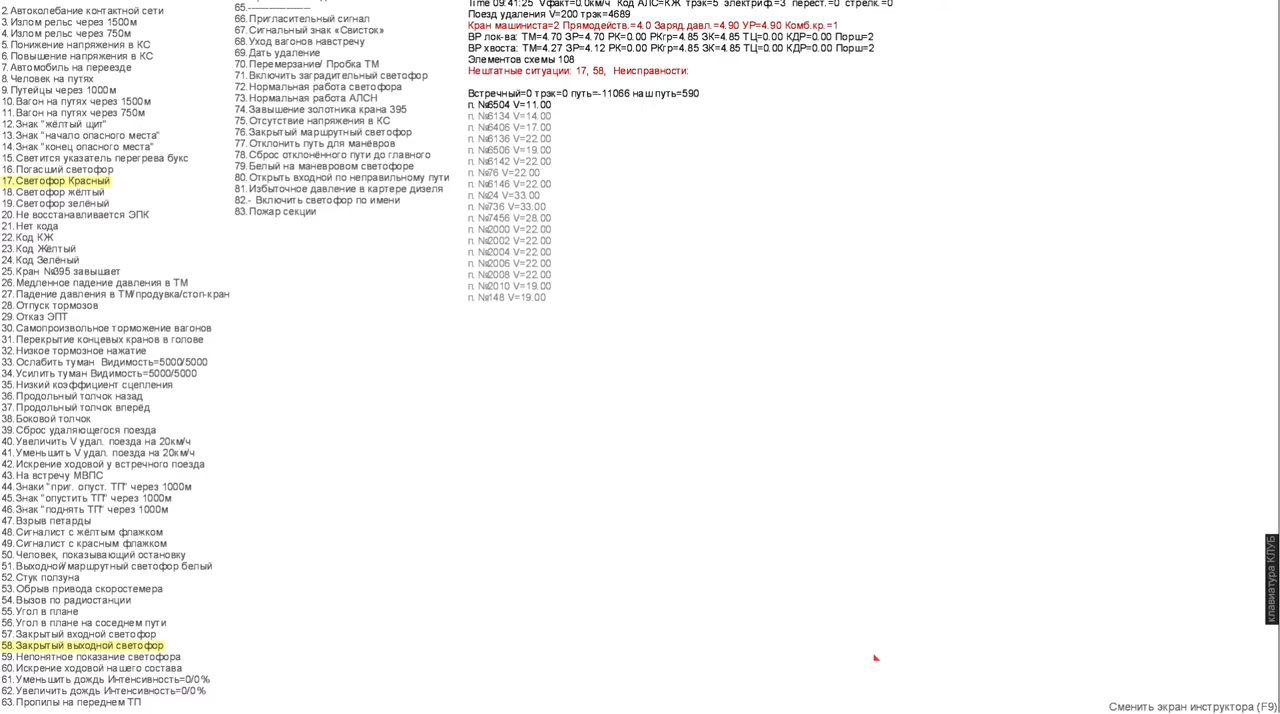 2. Автоколебание контактной сети
3. Излом рельс через 1500м
4. Излом рельс через 750м
5. Понижение напряжения в КС
6. Повышение напряжения в КС
7. Автомобиль на переезде
8. Человек на путях
9. Путейцы через 1000м
10. Вагон на путях через 1500м
11. Вагон на путях через 750м
12. Знак "жёлтый щит"
13. Знак "начало опасного места"
14. Знак "конец опасного места"
15. Светится указатель перегрева букс
16. Погасший светофор
17. Светофор Красный
18. Светофор жёлтый
19. Светофор зелёный
20. Не восстанавливается ЭПК
21. Нет кода
22. Код КЖ
23. Код Жёлтый
24. Код Зелёный
25. Кран №395 завышает
26. Медленное падение давления в ТМ
27. Падение давления в ТМ/продувка/стоп-кран
28. Отпуск тормозов
29. Отказ ЭПТ
30. Самопроизвольное торможение вагонов
31. Перекрытие концевых кранов в голове
32. Низкое тормозное нажатие
33. Ослабить туман Видимость=5000/5000
34. Усилить туман Видимость=5000/5000
35. Низкий коэффициент сцепления
36. Продольный толчок назад
37. Продольный толчок вперёд
38. Боковой толчок
39. Сброс удаляющегося поезда
40. Увеличить V удал. поезда на 20км/ч
41. Уменьшить V удал. поезда на 20км/ч
42. Искрение ходовой у встречного поезда
43. На встречу МВПС
44. Знаки "приг. опуст. ТП" через 1000м
45. Знак "опустить ТП" через 1000м
46. Знак "поднять ТП" через 1000м
47. Взрыв петарды
48. Сигналист с жёлтым флажком
49. Сигналист с красным флажком
50. Человек, показывающий остановку
51. Выходной/маршрутный светофор белый
52. Стук ползуна
53. Обрыв привода скоростемера
54. Вызов по радиостанции
55. Угол в плане
56. Угол в плане на соседнем пути
57. Закрытый входной светофор
58. Закрытый выходной светофор
59. Непонятное показание светофора
60. Искрение ходовой нашего состава
61. Уменьшить дождь Интенсивность=0/0%
62. Увеличить дождь Интенсивность=0/0%
63. Пропилы на переднем ТП
65.-------------------
66. Пригласительный сигнал
67. Сигнальный знак «Свисток»
68. Уход вагонов навстречу
69. Дать удаление
70. Перемерзание/ Пробка ТМ
71. Включить заградительный светофор
72. Нормальная работа светофора
73. Нормальная работа АЛСН
74. Завышение золотника крана 395
75. Отсутствие напряжения в КС
76. Закрытый маршрутный светофор
77. Отклонить путь для манёвров
78. Сброс отклонённого пути до главного
79. Белый на маневровом светофоре
80. Открыть входной по неправильному пути
81. Избыточное давление в картере дизеля
82.- Включить светофор по имени
83. Пожар секции
Time 09:41:25 Vфакт=0.0км/ч Код АЛС=КЖ трэк=5 электриф.=3 перест.=0 стрелк.=0
Поезд удаления V=200 трэк=4689
Кран машиниста=2 Прямодейств.=4.0 Заряд.давл.=4.90 УР=4.90 Комб.кр.=1
ВР лок-ва: ТМ=4.70 ЗР=4.70 РК=0.00 РКгр=4.85 ЗК=4.85 ТЦ=0.00 КДР=0.00 Порш=2
ВР хвоста: ТМ=4.27 ЗР=4.12 РК=0.00 РКгр=4.85 ЗК=4.85 ТЦ=0.00 КДР=0.00 Порш=2
Элементов схемы 108
Нештатные ситуации: 17, 58, Неисправности:
Встречный=0 трэк=0 путь=-11066 наш путь=590
п. №6504 V=11.00
п. №6134 V=14.00
п. №6406 V=17.00
п. №6136 V=22.00
п. №6506 V=19.00
п. №6142 V=22.00
п. №76 V=22.00
п. №6146 V=22.00
п. №24 V=33.00
п. №736 V=33.00
п. №7456 V=28.00
п. №2000 V=22.00
п. №2002 V=22.00
п. №2004 V=22.00
п. №2006 V=22.00
п. №2008 V=22.00
п. №2010 V=19.00
п. №148 V=19.00
клавиатура КЛУБ
Сменить экран инструктора (F9)